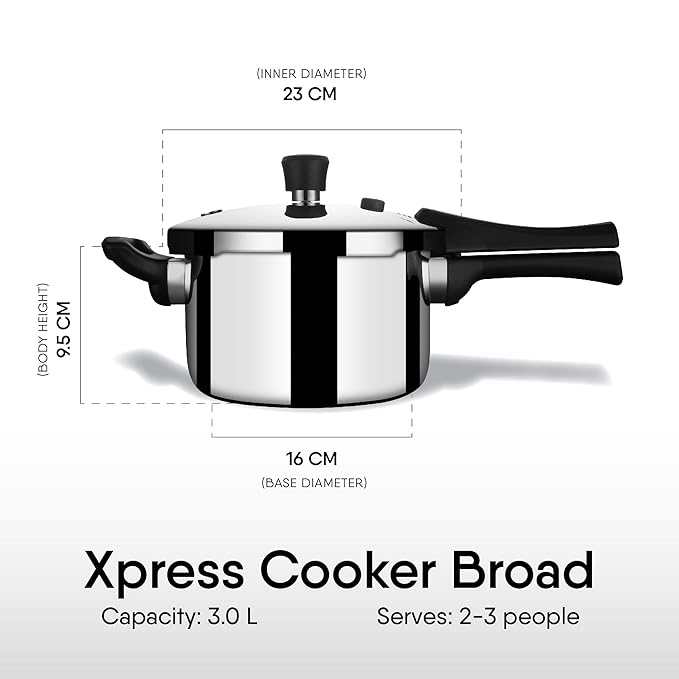 (INNER DIAMETER)
23 CM
(BODY HEIGHT)
9.5 CM
16 CM
(BASE DIAMETER)
Xpress Cooker Broad
Capacity: 3.0 L
Serves: 2-3 people